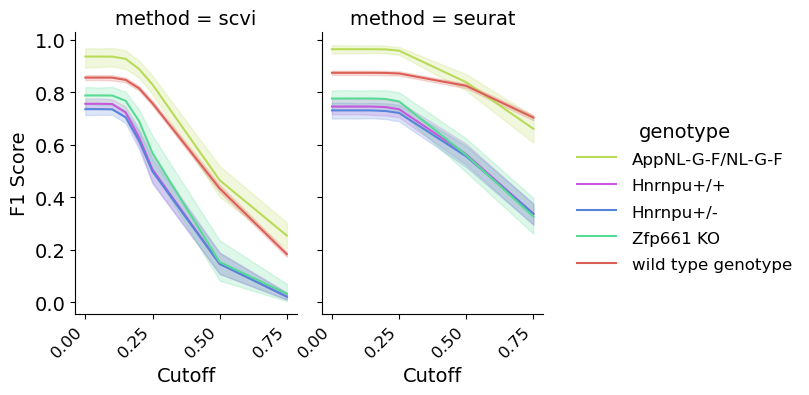 method = scvi
method = seurat
F1 Score
1.0
0.8
0.6
0.4
0.2
0.0
0.00
0.25
0.50
0.75
Cutoff
0.00
0.25
0.50
0.75
Cutoff
genotype
AppNL-G-F/NL-G-F
Hnrnpu+/+
Hnrnpu+/-
Zfp661 KO
wild type genotype